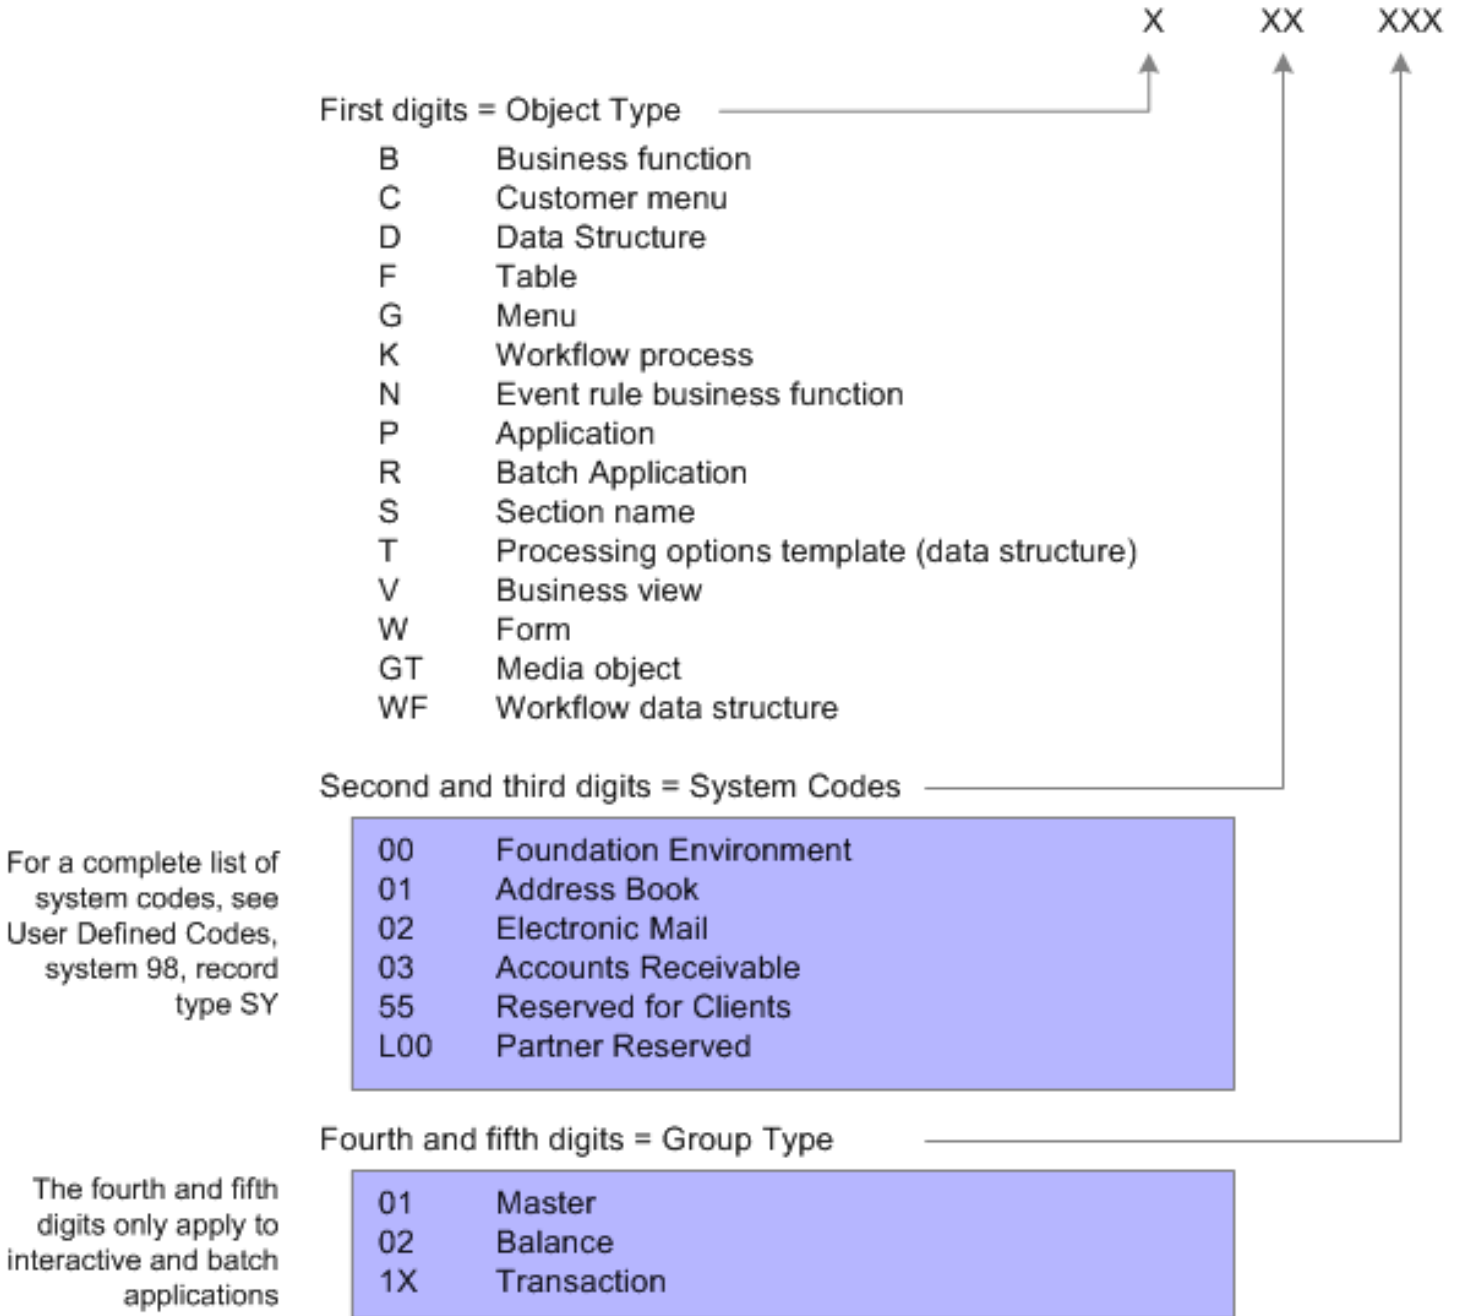 X XX XXX
First digits = Object Type
B Business function
C Customer menu
D Data Structure
F Table
G Menu
K Workflow process
N Event rule business function
P Application
R Batch Application
S Section name
T Processing options template (data structure)
V Business view
W Form
GT Media object
WF Workflow data structure
Second and third digits = System Codes
For a complete list of
system codes, see
User Defined Codes,
system 98, record
type SY
00 Foundation Environment
01 Address Book
02 Electronic Mail
03 Accounts Receivable
55 Reserved for Clients
L00 Partner Reserved
Fourth and fifth digits = Group Type
The fourth and fifth
digits only apply to
interactive and batch
applications
01 Master
02 Balance
1X Transaction